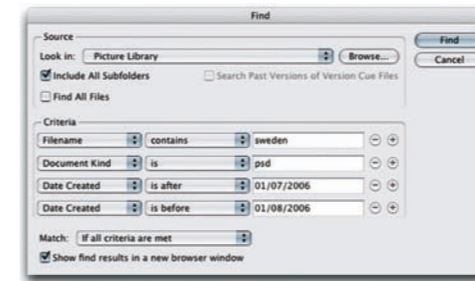 Find
Source
Look in: Picture Library Browse... Find
Include All Subfolders Search Past Versions of Version Cue Files Cancel
Find All Files
Criteria
Filename contains sweden
Document Kind is psd
Date Created is after 01/07/2006
Date Created is before 01/08/2006
Match: If all criteria are met
Show find results in a new browser window